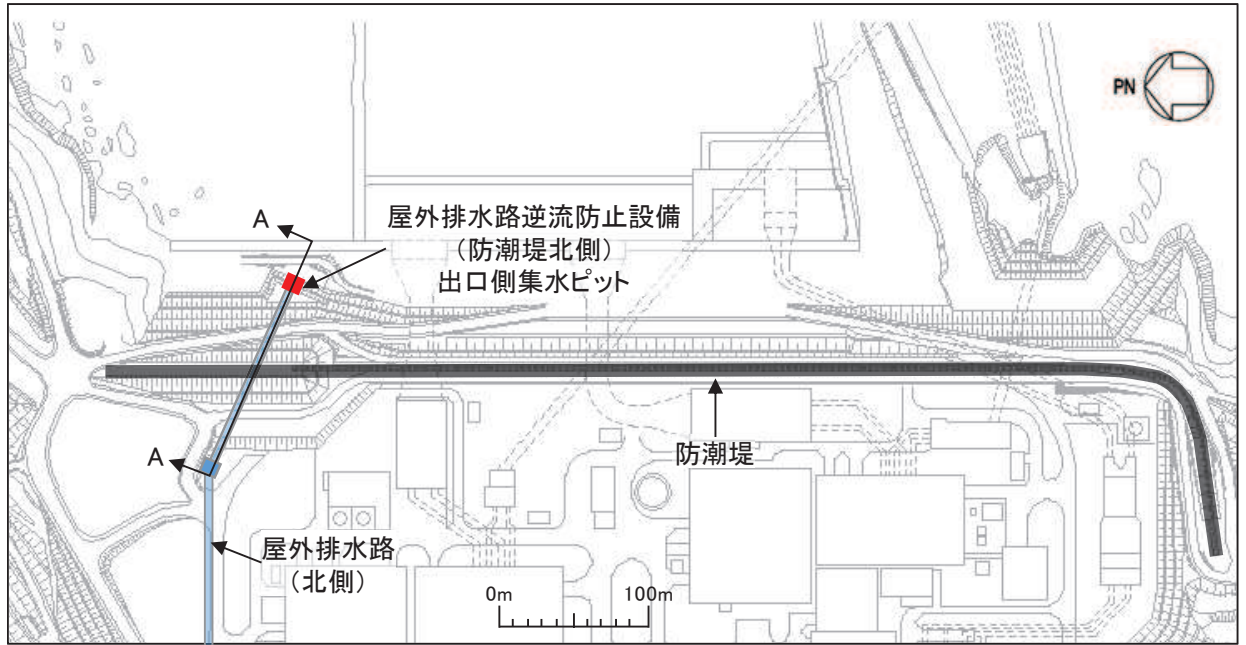 PN
A
屋外排水路逆流防止設備
（防潮堤北側）
出口側集水ピット
A
防潮堤
屋外排水路
（北側）
0m
100m